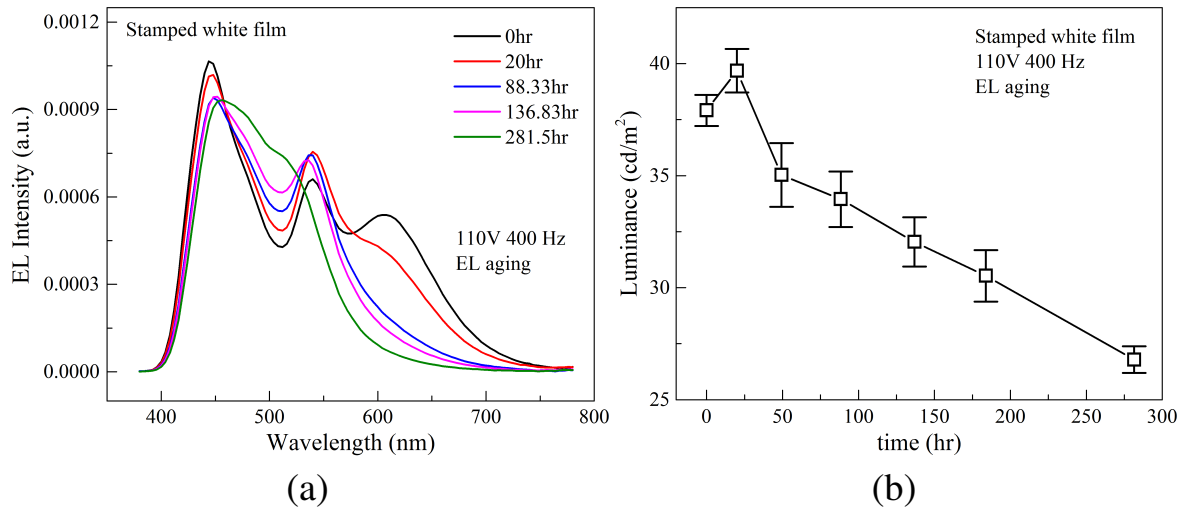 0.0012
0.0009
0.0006
0.0003
0.0000
EL Intensity (a.u.)
Stamped white film
0hr
20hr
88.33hr
136.83hr
281.5hr
110V 400 Hz
EL aging
400
500
600
700
800
Wavelength (nm)
(a)
40
35
30
25
Luminance (cd/m²)
Stamped white film
110V 400 Hz
EL aging
0
50
100
150
200
250
300
time (hr)
(b)